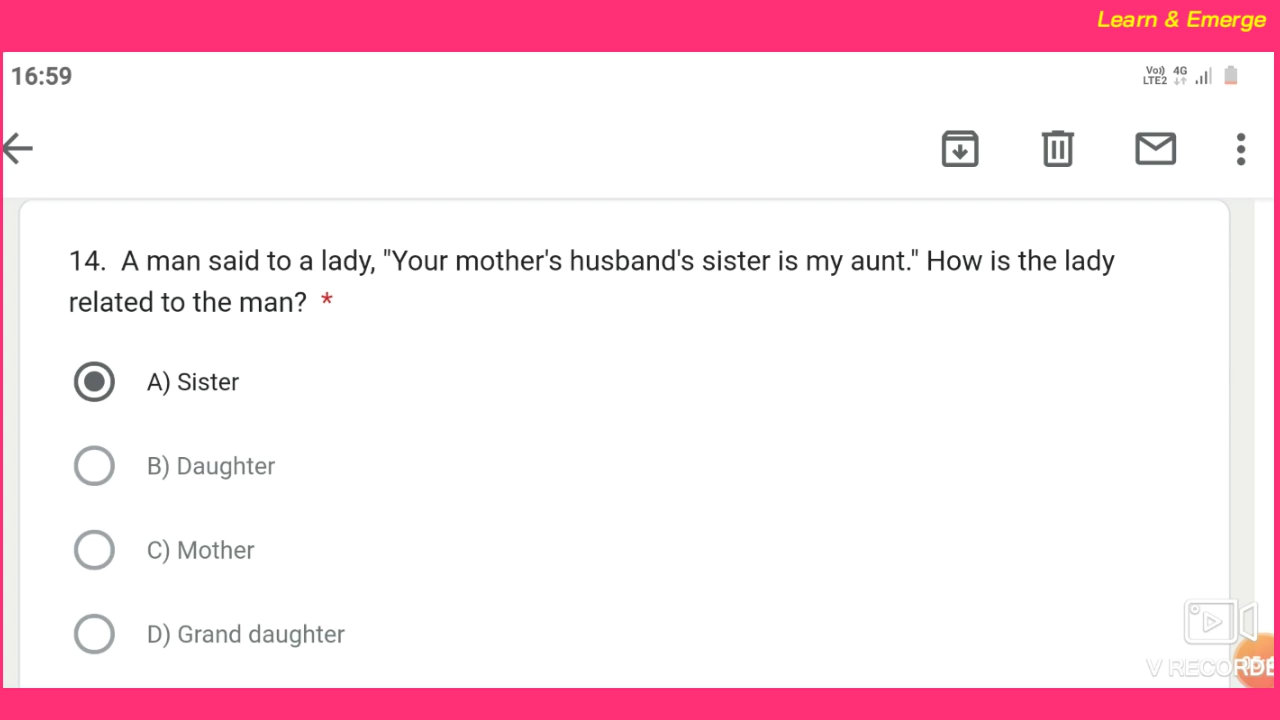 Learn & Emerge
16:59
Vo)) 4G
LTE2
14. A man said to a lady, "Your mother's husband's sister is my aunt." How is the lady
related to the man? *
A) Sister
B) Daughter
C) Mother
D) Grand daughter
V RECORDE